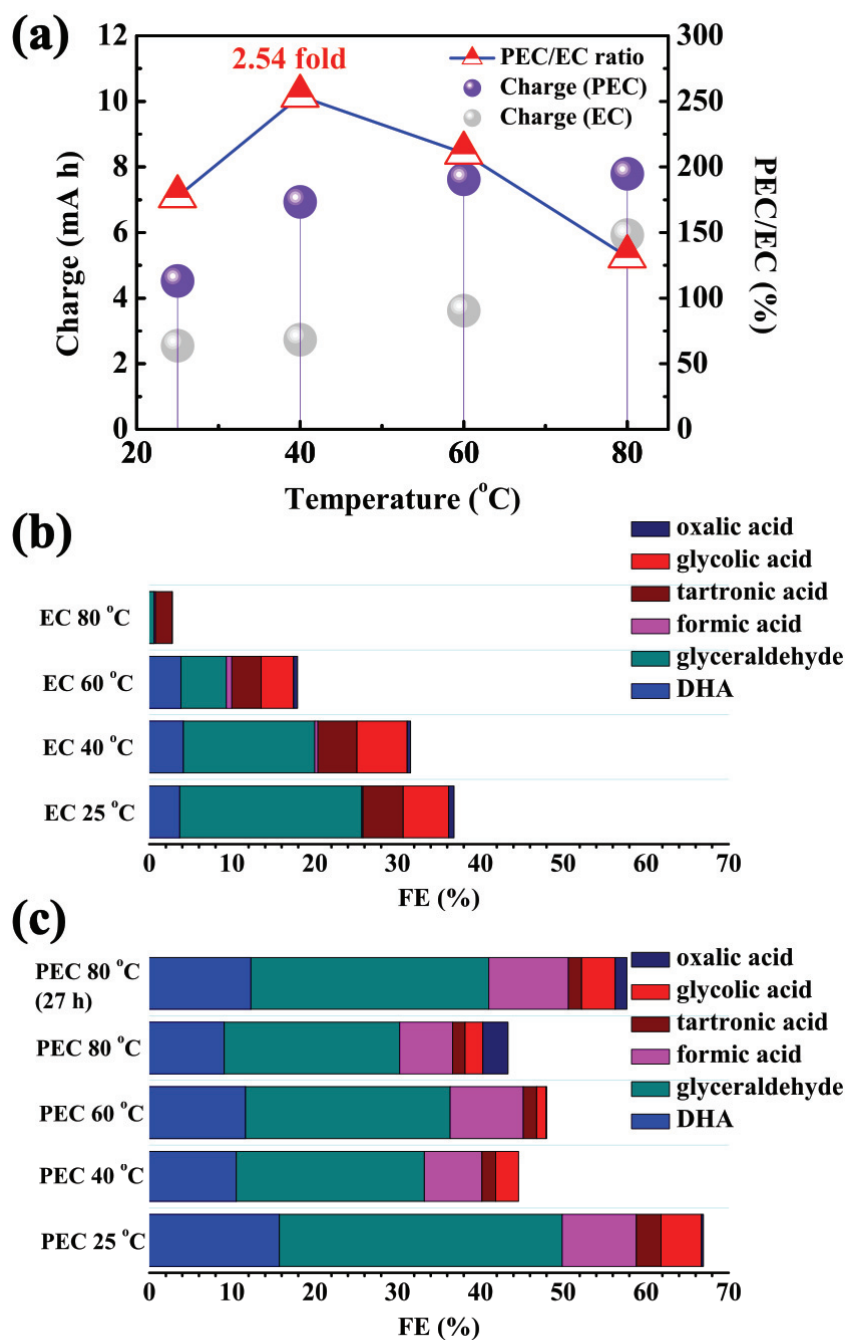 (a)
12
10
8
6
4
2
0
Charge (mA h)
2.54 fold
PEC/EC ratio
Charge (PEC)
Charge (EC)
300
250
200
150
100
50
0
PEC/EC (%)
20 40 60 80
Temperature (°C)
(b)
oxalic acid
glycolic acid
tartronic acid
formic acid
glyceraldehyde
DHA
EC 80 °C
EC 60 °C
EC 40 °C
EC 25 °C
0 10 20 30 40 50 60 70
FE (%)
(c)
oxalic acid
glycolic acid
tartronic acid
formic acid
glyceraldehyde
DHA
PEC 80 °C
(27 h)
PEC 80 °C
PEC 60 °C
PEC 40 °C
PEC 25 °C
0 10 20 30 40 50 60 70
FE (%)